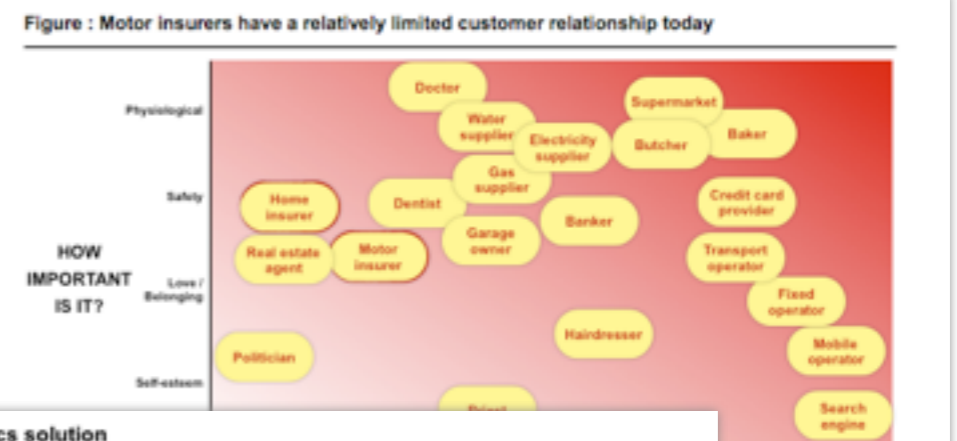 Figure : Motor insurers have a relatively limited customer relationship today
Doctor
Physiological
Supermarket
Water
supplier
Electricity
supplier
Butcher
Baker
Gas
supplier
Safety
Home
insurer
Dentist
Credit card
provider
Banker
Garage
owner
HOW
IMPORTANT
IS IT?
Real estate
agent
Motor
insurer
Transport
operator
Love /
Belonging
Fixed
operator
Hairdresser
Mobile
operator
Politician
Self-esteem
Search
engine
cs solution